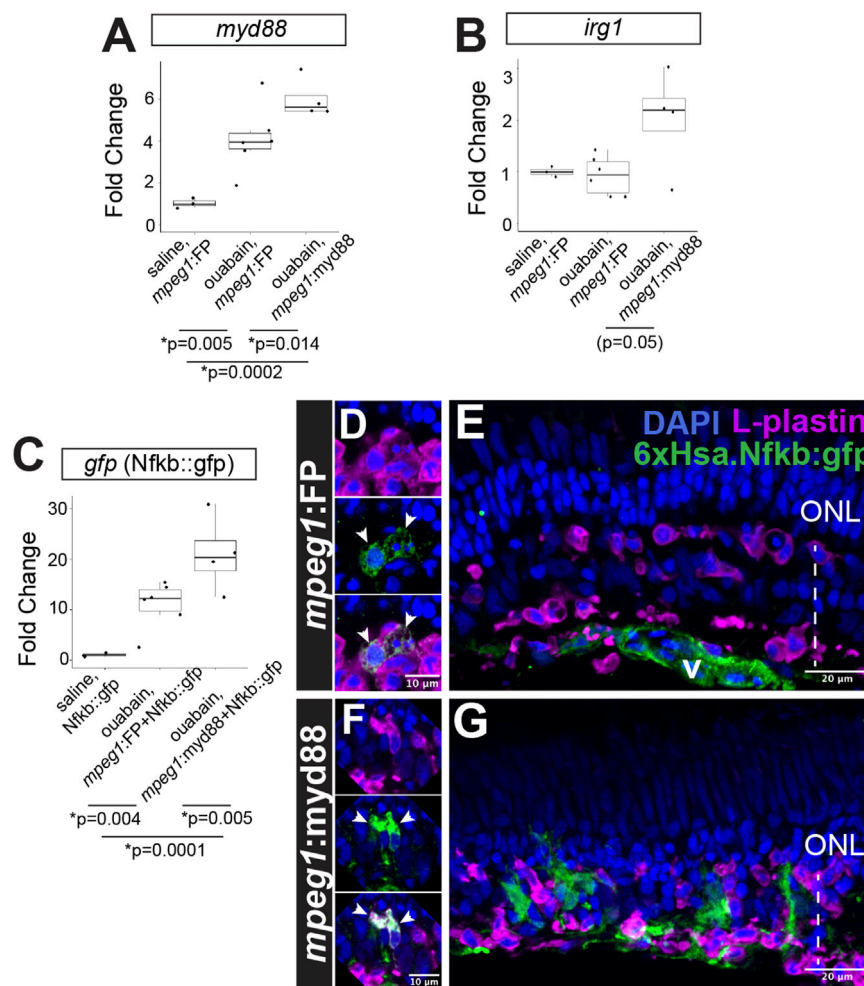 A
myd88
Fold Change
6
4
2
0
saline,
mpeg1:FP
ouabain,
mpeg1:FP
ouabain,
mpeg1:myd88
*p=0.005
*p=0.014
*p=0.0002
B
irg1
Fold Change
3
2
1
0
saline,
mpeg1:FP
ouabain,
mpeg1:FP
ouabain,
mpeg1:myd88
(p=0.05)
C
gfp (Nfkb::gfp)
Fold Change
30
20
10
0
saline,
Nfkb::gfp
ouabain,
mpeg1:FP+Nfkb::gfp
ouabain,
mpeg1:myd88+Nfkb::gfp
*p=0.004
*p=0.005
*p=0.0001
mpeg1:FP
D
10 µm
E
DAPI L-plastin
6xHsa.Nfkb:gfp
ONL
v
20 µm
mpeg1:myd88
F
10 µm
G
ONL
20 µm